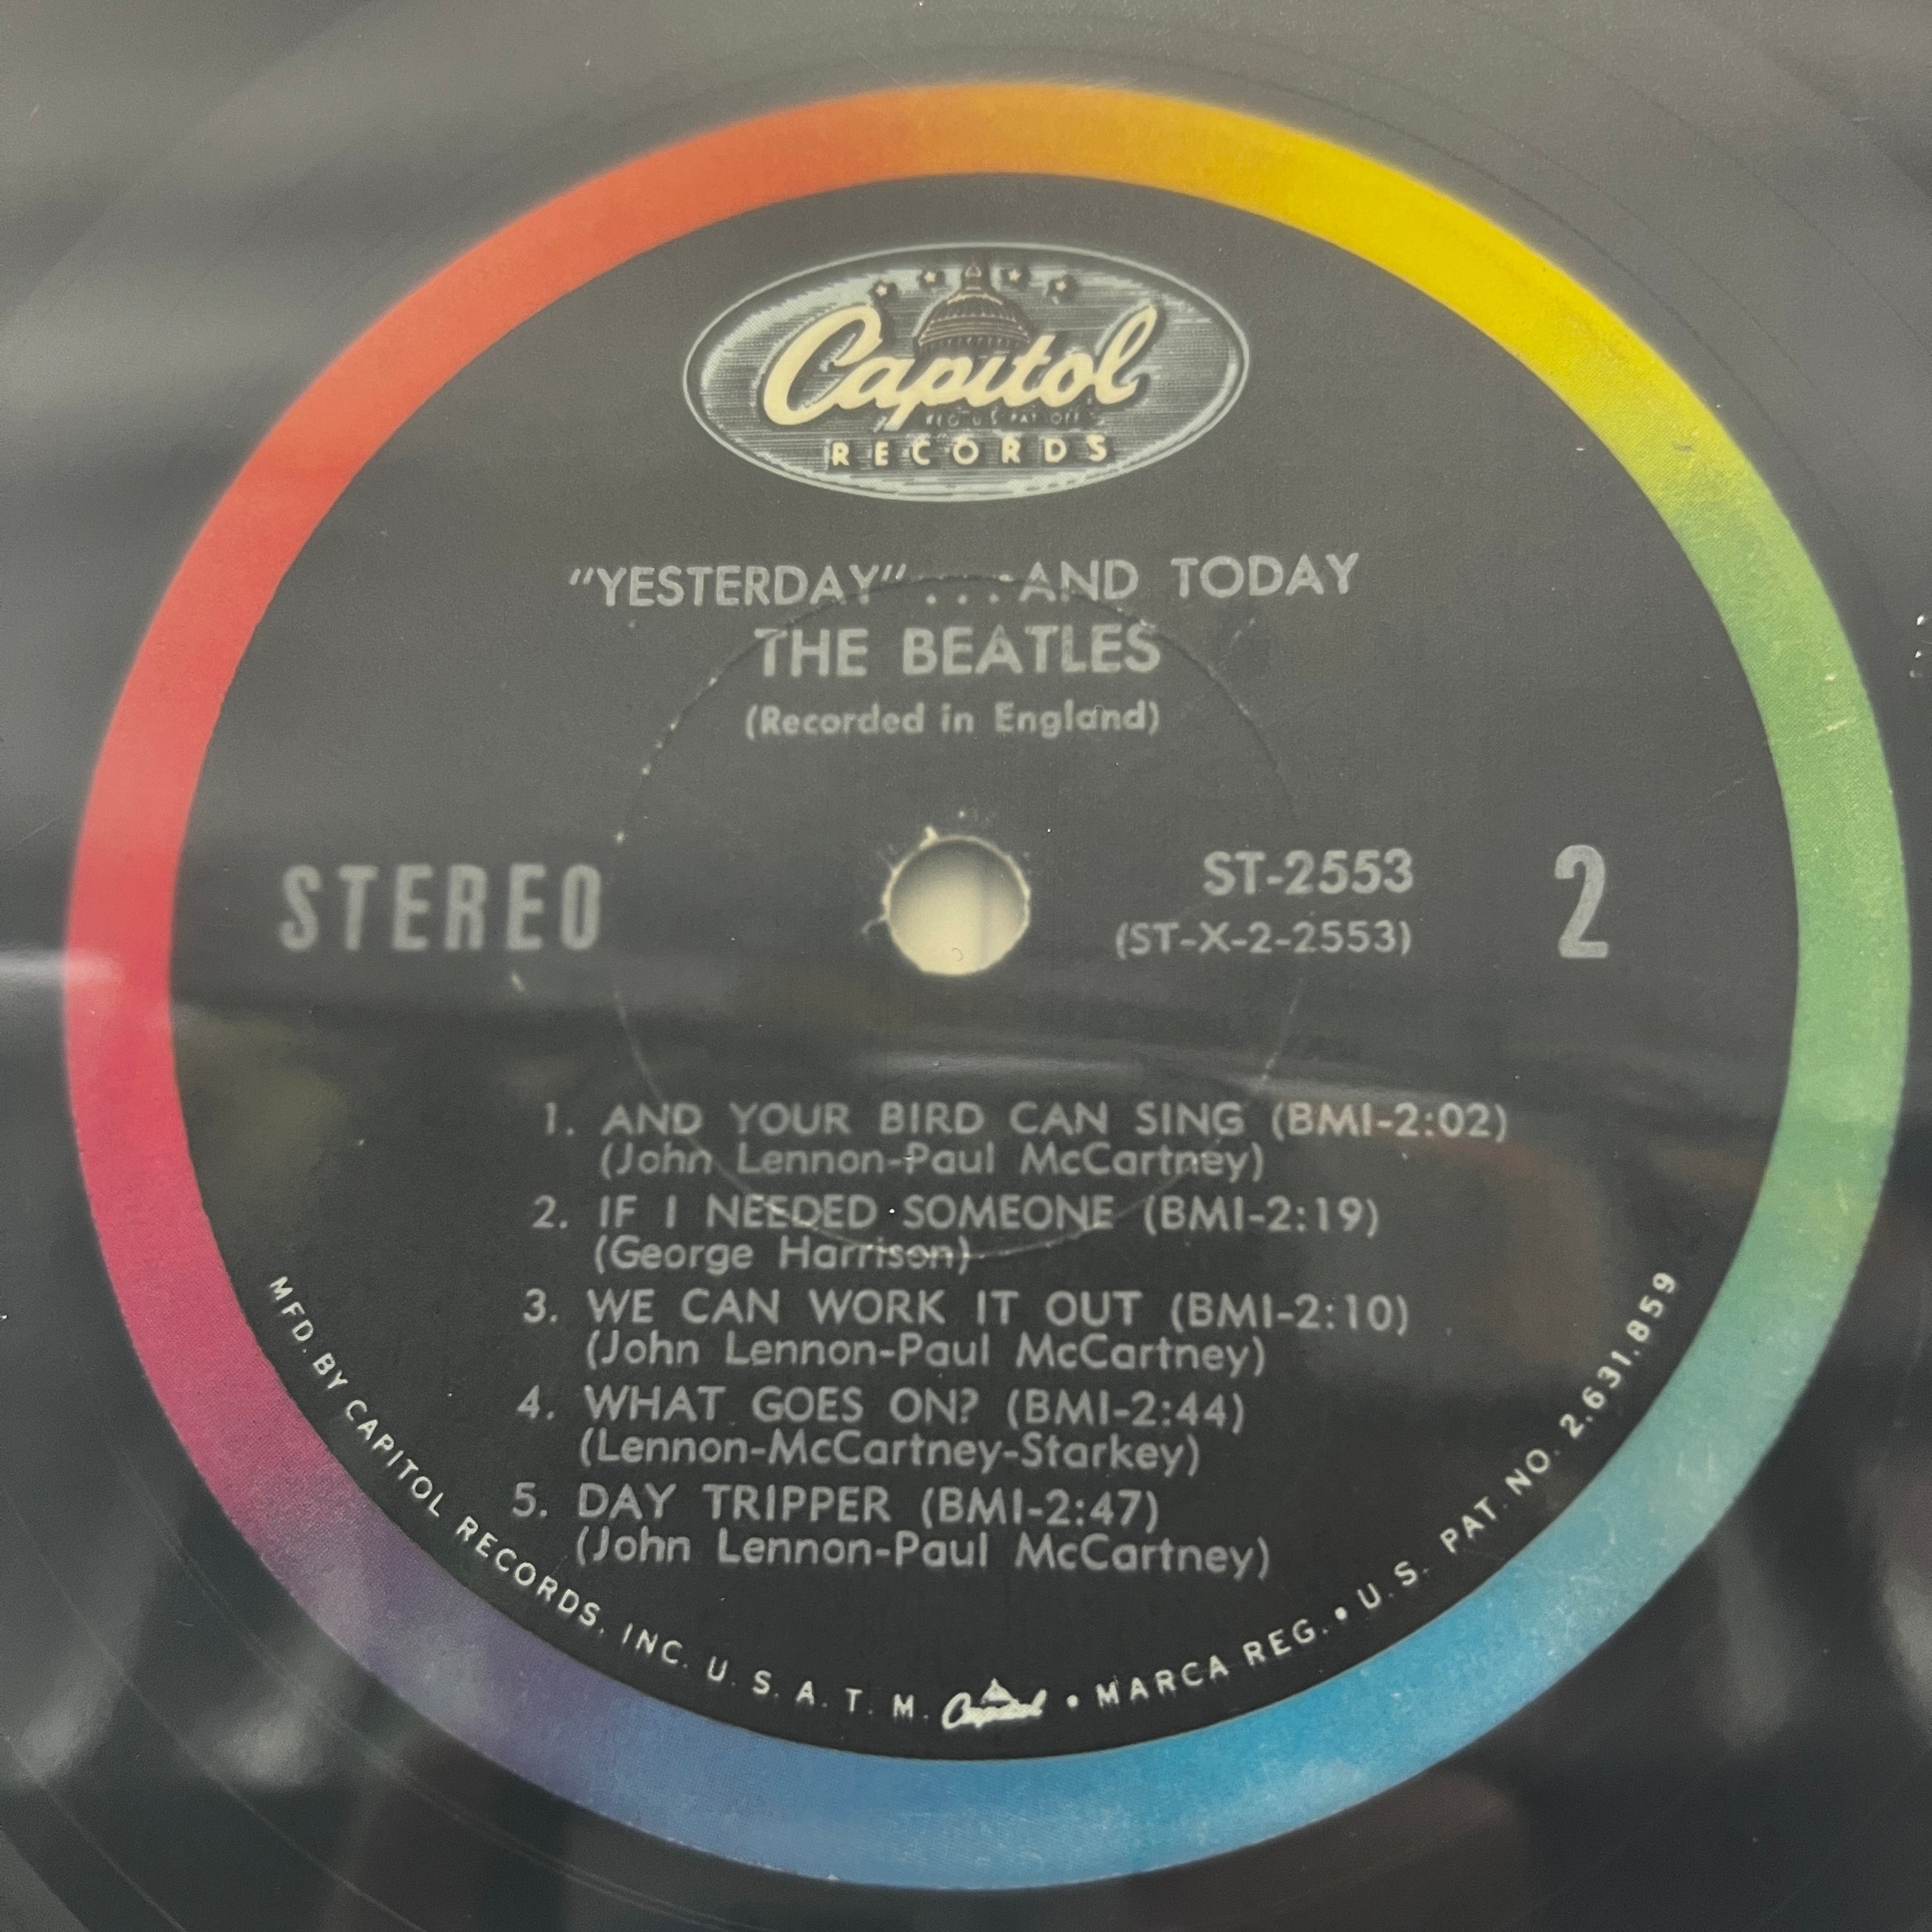 Capitol
REG. U.S. PAT. OFF.
RECORDS
"YESTERDAY" ...AND TODAY
THE BEATLES
(Recorded in England)
STEREO
ST-2553
(ST-X-2-2553)
2
1. AND YOUR BIRD CAN SING (BMI-2:02)
(John Lennon-Paul McCartney)
2. IF I NEEDED SOMEONE (BMI-2:19)
(George Harrison)
3. WE CAN WORK IT OUT (BMI-2:10)
(John Lennon-Paul McCartney)
4. WHAT GOES ON? (BMI-2:44)
(Lennon-McCartney-Starkey)
5. DAY TRIPPER (BMI-2:47)
(John Lennon-Paul McCartney)
MFD. BY CAPITOL RECORDS, INC. U. S. A. T. M. Capitol • MARCA REG. • U. S. PAT. NO. 2,631,859